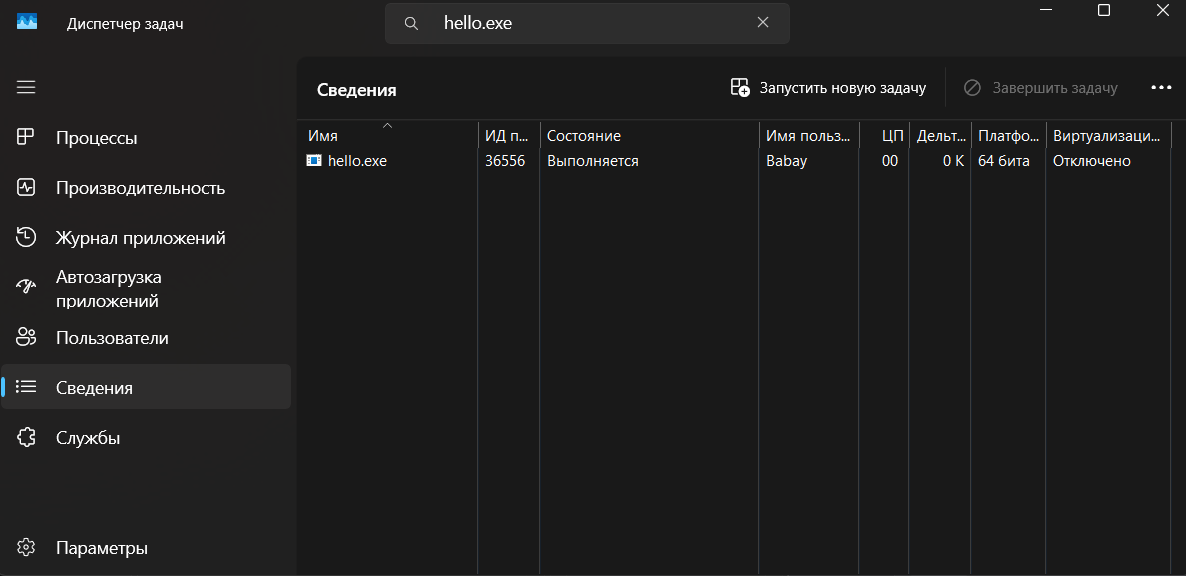 Диспетчер задач
hello.exe
Сведения
Запустить новую задачу
Завершить задачу
Процессы
Производительность
Журнал приложений
Автозагрузка
приложений
Пользователи
Сведения
Службы
Параметры
Имя ИД п... Состояние Имя польз... ЦП Дельт... Платфо... Виртуализаци...
hello.exe 36556 Выполняется Babay 00 0 K 64 бита Отключено